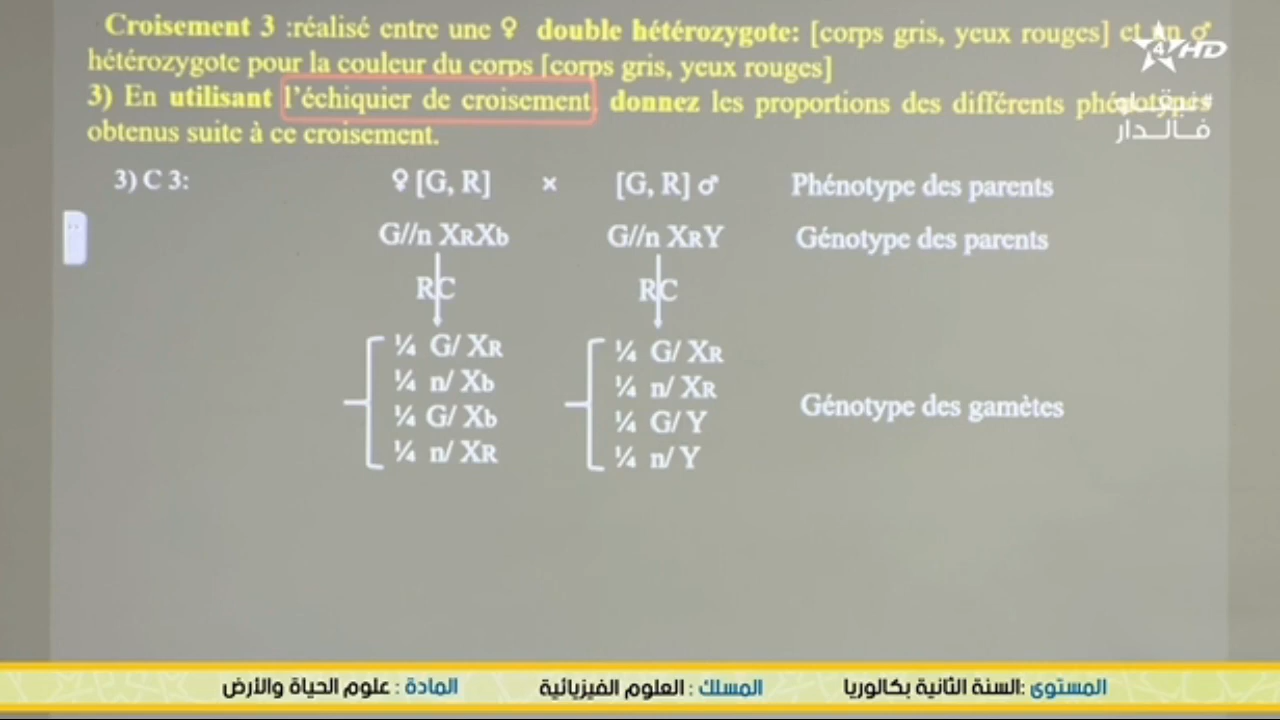 Croisement 3 :réalisé entre une ♀ double hétérozygote: [corps gris, yeux rouges] et un ♂
hétérozygote pour la couleur du corps [corps gris, yeux rouges]
3) En utilisant l'échiquier de croisement, donnez les proportions des différents phénotypes
obtenus suite à ce croisement.
4 HD
فالدار
3) C 3: ♀ [G, R] × [G, R] ♂ Phénotype des parents
G//n XRXb G//n XRY Génotype des parents
RC RC
¼ G/ XR ¼ G/ XR
¼ n/ Xb ¼ n/ XR
¼ G/ Xb ¼ G/ Y
¼ n/ XR ¼ n/ Y
Génotype des gamètes
المستوى :السنة الثانية بكالوريا المسلك : العلوم الفيزيائية المادة : علوم الحياة والأرض